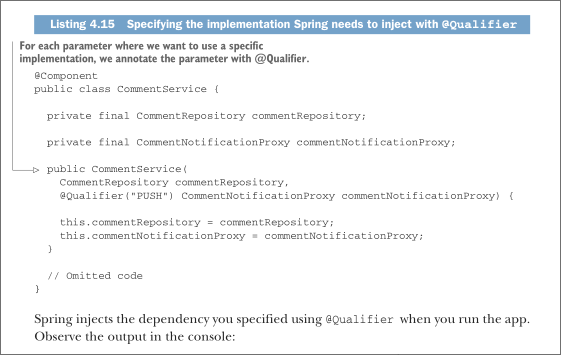 Listing 4.15 Specifying the implementation Spring needs to inject with @Qualifier
For each parameter where we want to use a specific
implementation, we annotate the parameter with @Qualifier.
@Component
public class CommentService {
private final CommentRepository commentRepository;
private final CommentNotificationProxy commentNotificationProxy;
public CommentService(
CommentRepository commentRepository,
@Qualifier("PUSH") CommentNotificationProxy commentNotificationProxy) {
this.commentRepository = commentRepository;
this.commentNotificationProxy = commentNotificationProxy;
}
// Omitted code
}
Spring injects the dependency you specified using @Qualifier when you run the app.
Observe the output in the console: